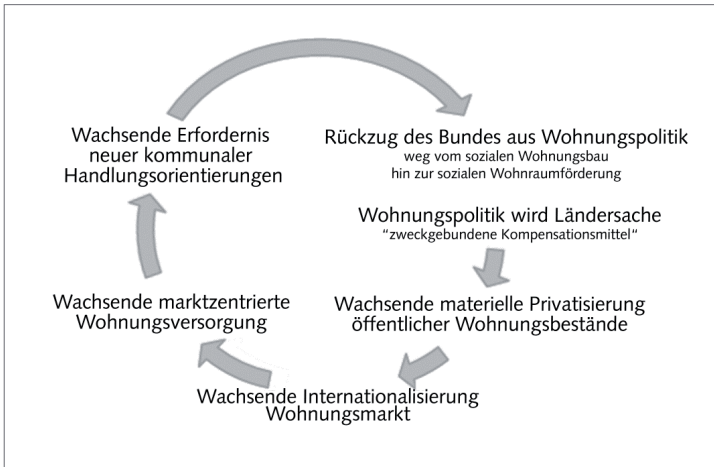 Wachsende Erfordernis
neuer kommunaler
Handlungsorientierungen
Rückzug des Bundes aus Wohnungspolitik
weg vom sozialen Wohnungsbau
hin zur sozialen Wohnraumförderung
Wohnungspolitik wird Ländersache
“zweckgebundene Kompensationsmittel“
Wachsende materielle Privatisierung
öffentlicher Wohnungsbestände
Wachsende Internationalisierung
Wohnungsmarkt
Wachsende marktzentrierte
Wohnungsversorgung